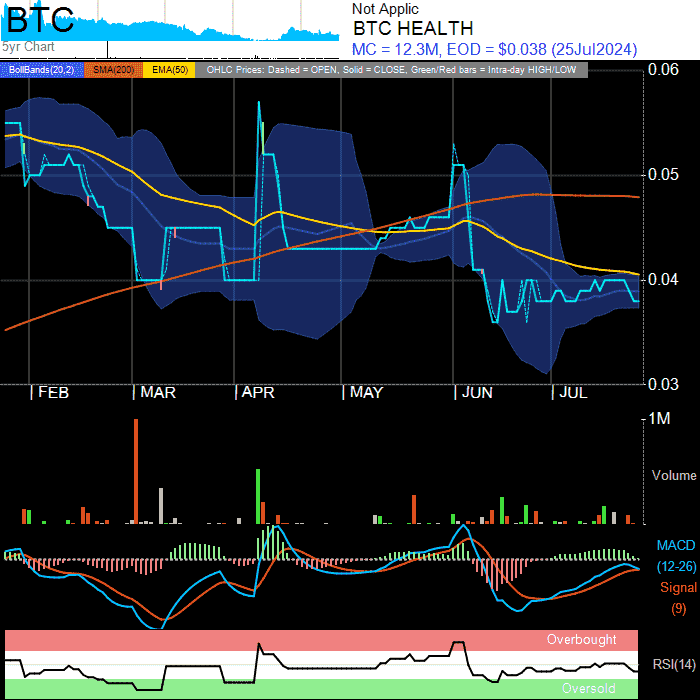 BTC
5yr Chart
Not Applic
BTC HEALTH
MC = 12.3M, EOD = $0.038 (25Jul2024)
BollBands(20,2) SMA(200) EMA(50) OHLC Prices: Dashed = OPEN, Solid = CLOSE, Green/Red bars = Intra-day HIGH/LOW
0.06
0.05
0.04
0.03
| FEB | MAR | APR | MAY | JUN | JUL
1M
Volume
MACD
(12-26)
Signal
(9)
Overbought
RSI(14)
Oversold